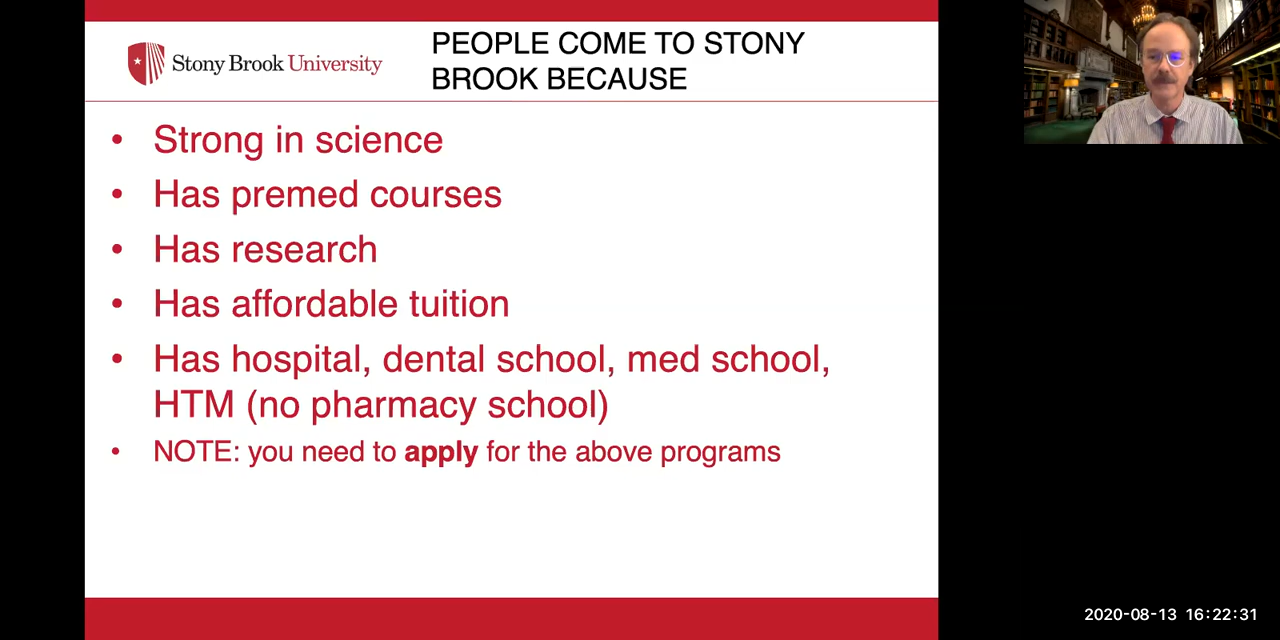 Stony Brook University
PEOPLE COME TO STONY
BROOK BECAUSE
• Strong in science
• Has premed courses
• Has research
• Has affordable tuition
• Has hospital, dental school, med school,
HTM (no pharmacy school)
• NOTE: you need to apply for the above programs
2020-08-13 16:22:31